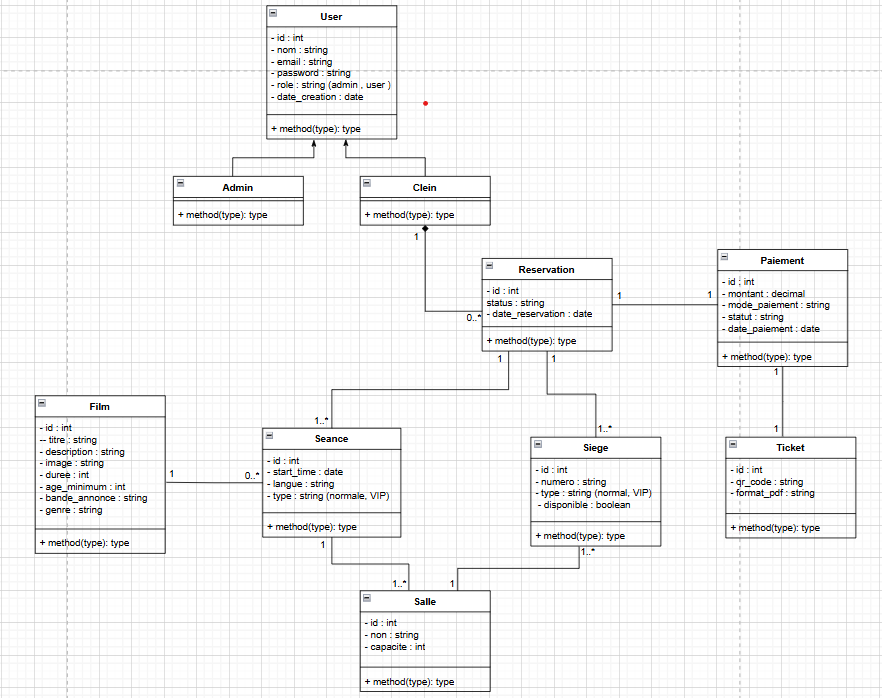 User
- id : int
- nom : string
- email : string
- password : string
- role : string (admin , user )
- date_creation : date
+ method(type): type
Admin
+ method(type): type
Clein
+ method(type): type
1
0..*
Reservation
- id : int
status : string
- date_reservation : date
+ method(type): type
1
1
Paiement
- id : int
- montant : decimal
- mode_paiement : string
- statut : string
- date_paiement : date
+ method(type): type
1
1
1
1
1..*
1..*
Film
- id : int
-- titre : string
- description : string
- image : string
- duree : int
- age_minimum : int
- bande_annonce : string
- genre : string
+ method(type): type
1
0..*
Seance
- id : int
- start_time : date
- langue : string
- type : string (normale, VIP)
+ method(type): type
Siege
- id : int
- numero : string
- type : string (normal, VIP)
- disponible : boolean
+ method(type): type
Ticket
- id : int
- qr_code : string
- format_pdf : string
+ method(type): type
1
1..*
1..*
1
Salle
- id : int
- non : string
- capacite : int
+ method(type): type